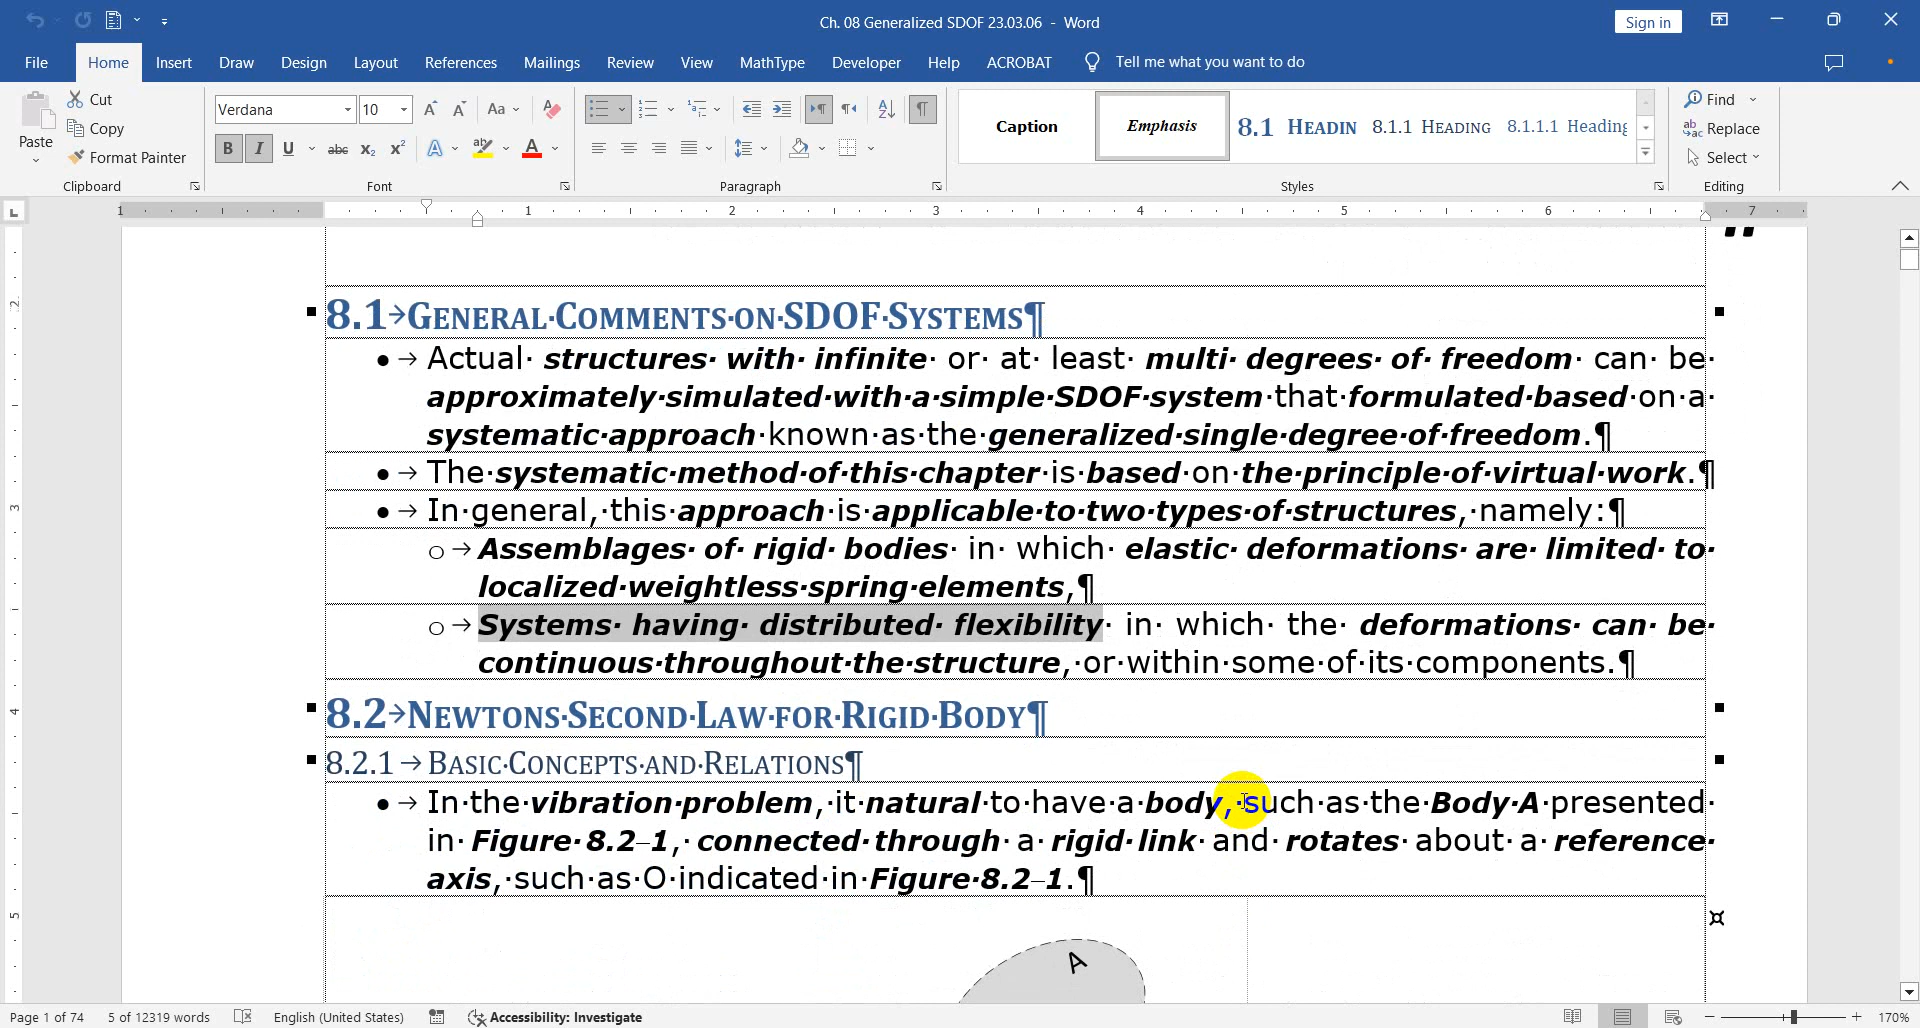 Ch. 08 Generalized SDOF 23.03.06 - Word
Sign in
File Home Insert Draw Design Layout References Mailings Review View MathType Developer Help ACROBAT Tell me what you want to do
Paste
Cut
Copy
Format Painter
Clipboard
Verdana 10
Font
Paragraph
Caption
Emphasis
8.1 HEADIN
8.1.1 HEADING
8.1.1.1 Heading
Styles
Find
Replace
Select
Editing
8.1→GENERAL·COMMENTS·ON·SDOF·SYSTEMS¶
●→Actual· structures· with· infinite· or· at· least· multi· degrees· of· freedom· can· be·
approximately·simulated·with·a·simple·SDOF·system·that·formulated·based·on·a·
systematic·approach·known·as·the·generalized·single·degree·of·freedom.¶
●→The·systematic·method·of·this·chapter·is·based·on·the·principle·of·virtual·work.¶
●→In·general,·this·approach·is·applicable·to·two·types·of·structures,·namely:¶
o→Assemblages· of· rigid· bodies· in· which· elastic· deformations· are· limited· to·
localized·weightless·spring·elements,¶
o→Systems· having· distributed· flexibility· in· which· the· deformations· can· be·
continuous·throughout·the·structure,·or·within·some·of·its·components.¶
8.2→NEWTONS·SECOND·LAW·FOR·RIGID·BODY¶
8.2.1→BASIC·CONCEPTS·AND·RELATIONS¶
●→In·the·vibration·problem,·it·natural·to·have·a·body,·such·as·the·Body·A·presented·
in· Figure· 8.2–1,· connected· through· a· rigid· link· and· rotates· about· a· reference·
axis,·such·as·O·indicated·in·Figure·8.2–1.¶
A
Page 1 of 74 5 of 12319 words English (United States) Accessibility: Investigate 170%